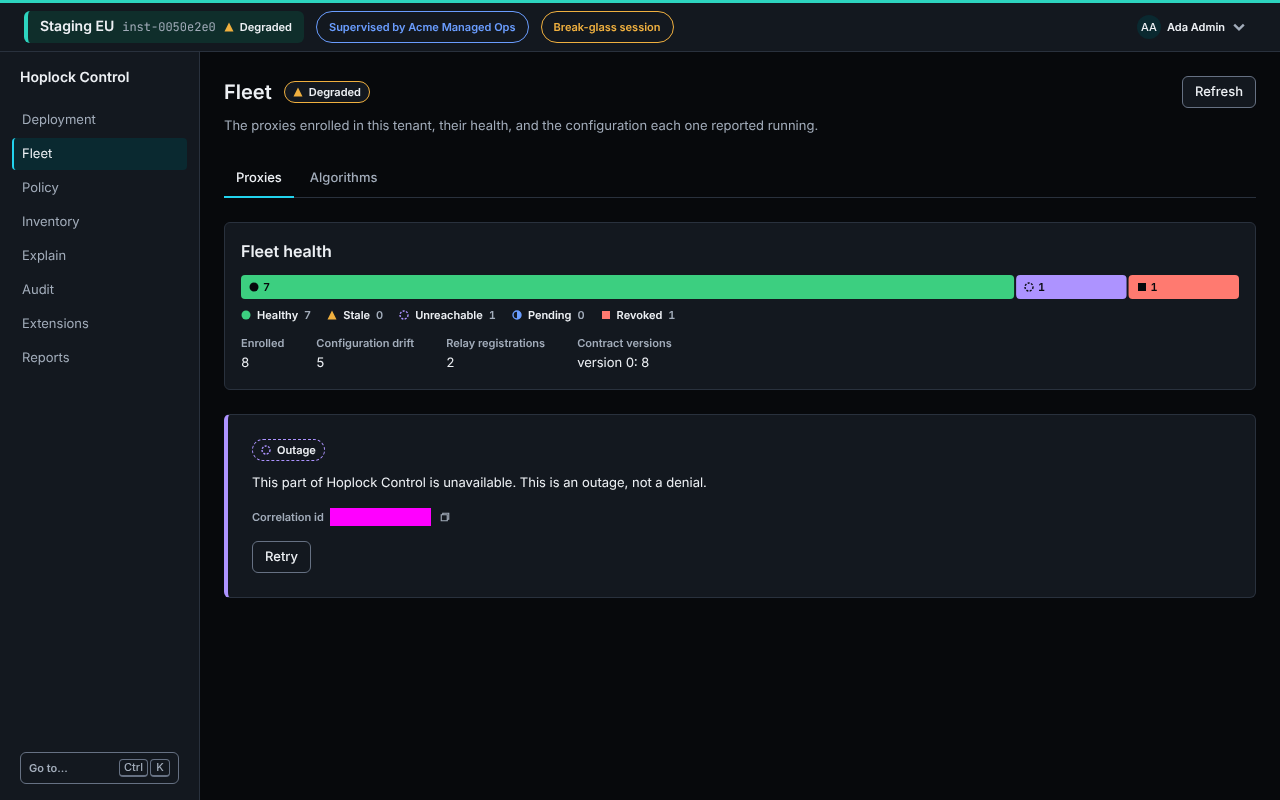 Staging EU inst-0050e2e0 Degraded Supervised by Acme Managed Ops Break-glass session AA Ada Admin
Hoplock Control
Deployment
Fleet
Policy
Inventory
Explain
Audit
Extensions
Reports
Go to... Ctrl K
Fleet Degraded Refresh
The proxies enrolled in this tenant, their health, and the configuration each one reported running.
Proxies Algorithms
Fleet health
7 1 1
Healthy 7 Stale 0 Unreachable 1 Pending 0 Revoked 1
Enrolled Configuration drift Relay registrations Contract versions
8 5 2 version 0: 8
Outage
This part of Hoplock Control is unavailable. This is an outage, not a denial.
Correlation id
Retry